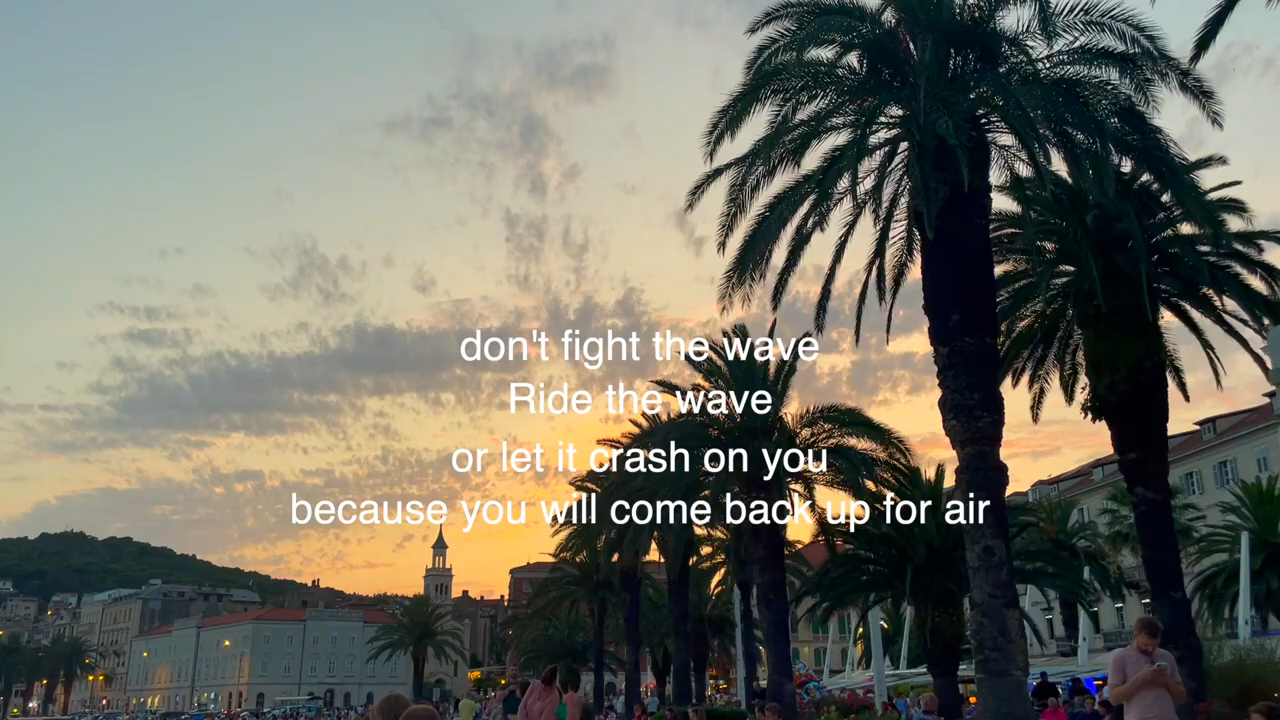 don't fight the wave
Ride the wave
or let it crash on you
because you will come back up for air